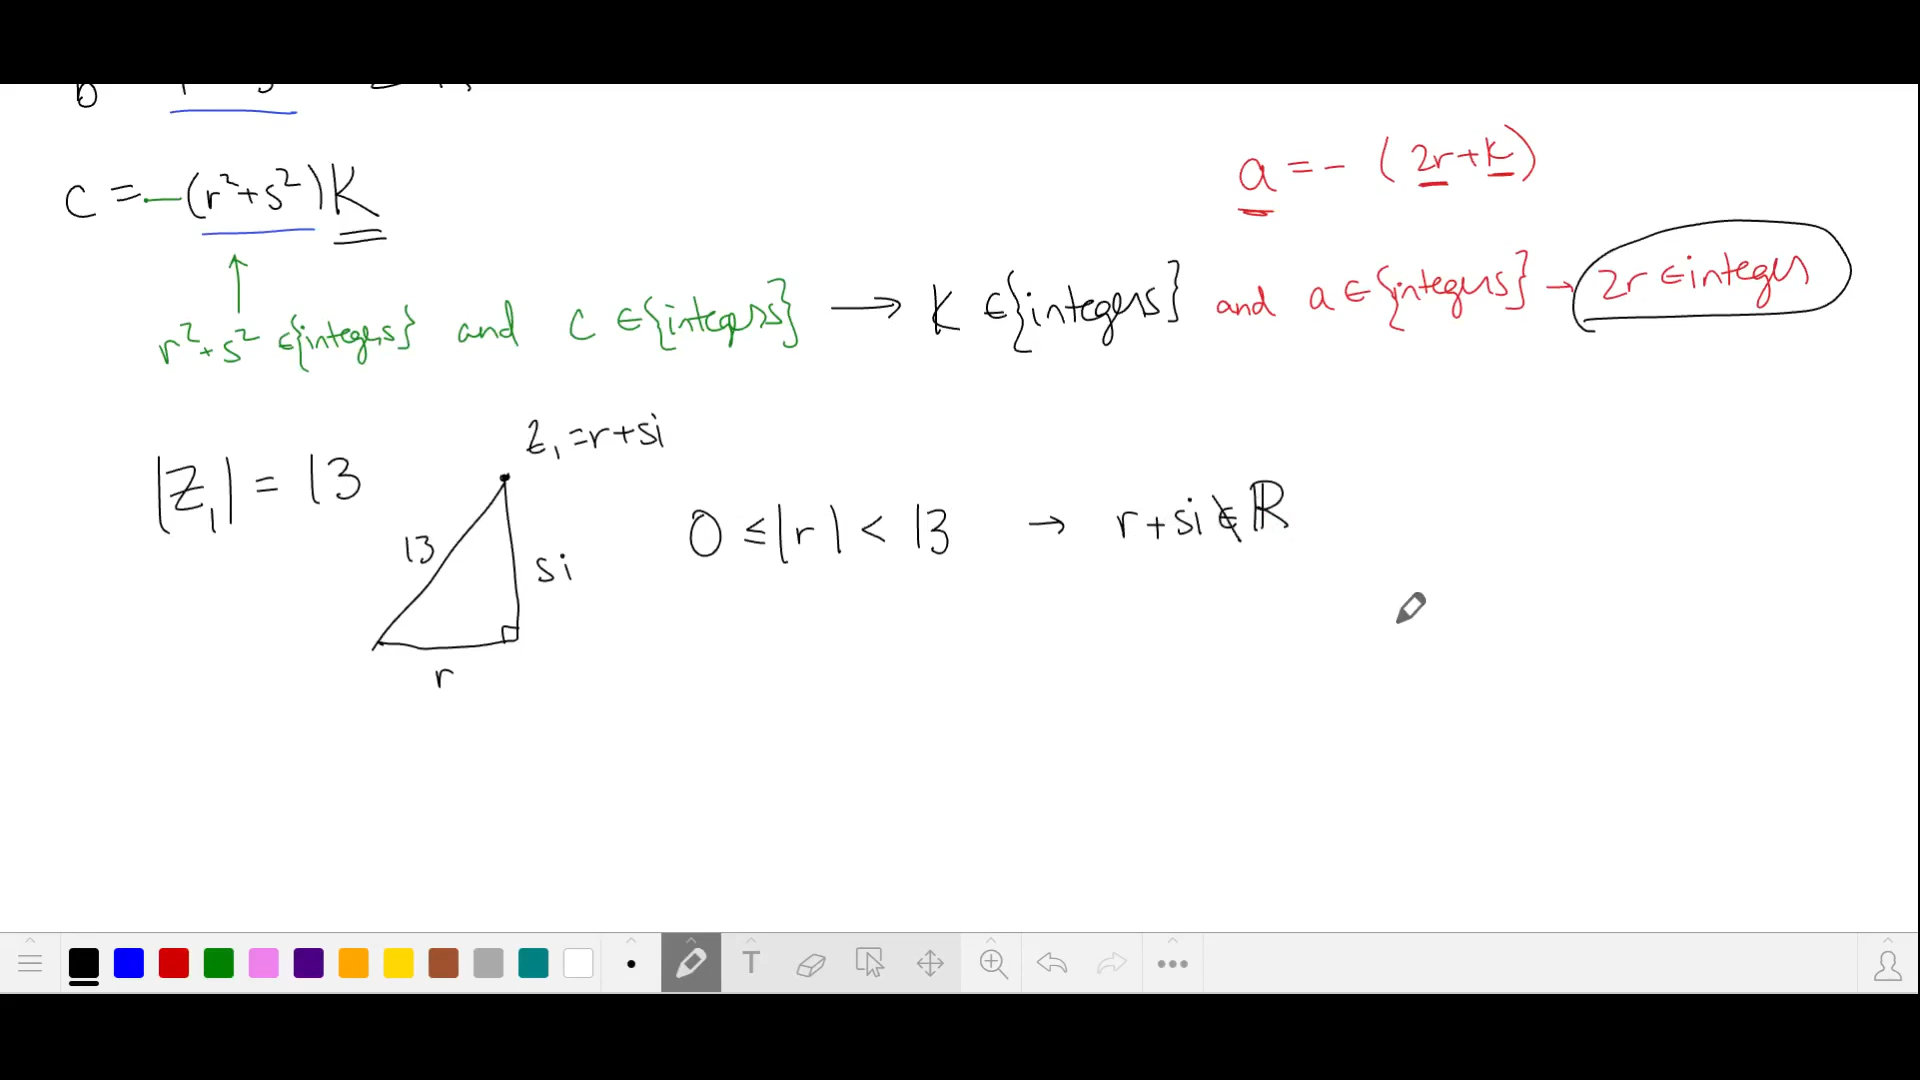 b
C = -(r²+s²)K
a = - (2r+k)
r²+s² ∈{integers} and C ∈{integers} → K ∈{integers} and a ∈{integers} → 2r ∈ integers
Z₁ = r+si
|Z₁| = 13
13
si
r
0 ≤ |r| < 13 → r+si ∉ ℝ
T